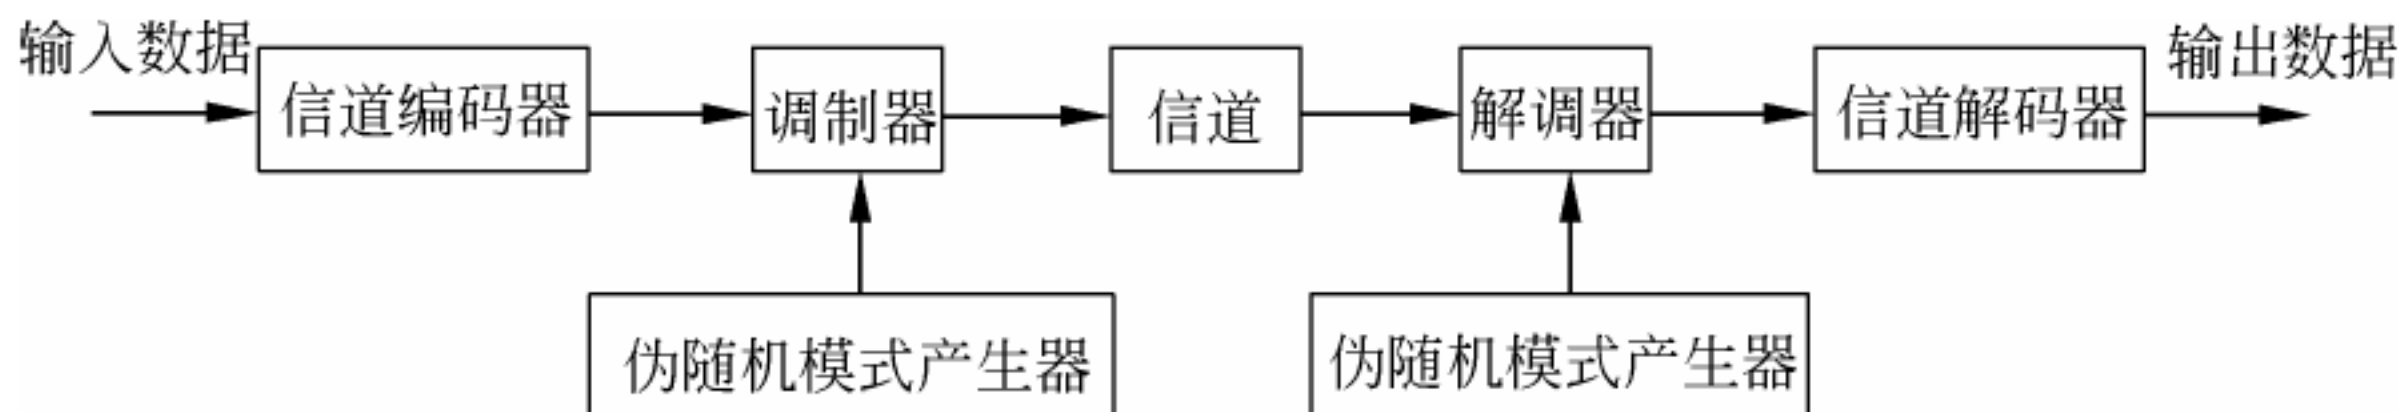 输入数据
信道编码器
调制器
信道
解调器
信道解码器
输出数据
伪随机模式产生器
伪随机模式产生器